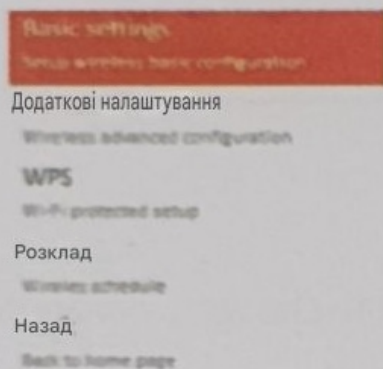 Basic settings
Setup wireless basic configuration
Додаткові налаштування
Wireless advanced configuration
WPS
Wi-Fi protected setup
Розклад
Wireless schedule
Назад
Back to home page